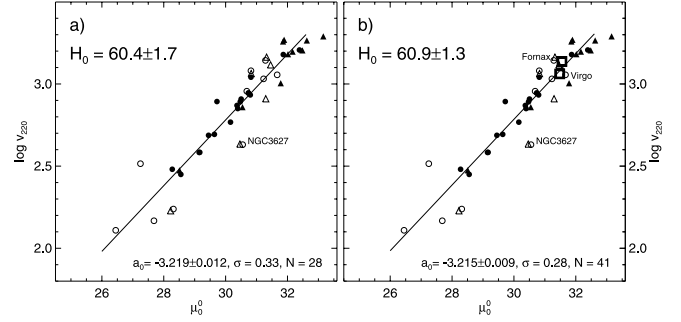 a)
H₀ = 60.4±1.7
NGC3627
a₀= -3.219±0.012, σ = 0.33, N = 28
log v₂₂₀
3.0
2.5
2.0
26 28 30 32
μ⁰₀
b)
H₀ = 60.9±1.3
Fornax
Virgo
NGC3627
a₀= -3.215±0.009, σ = 0.28, N = 41
log v₂₂₀
3.0
2.5
2.0
26 28 30 32
μ⁰₀